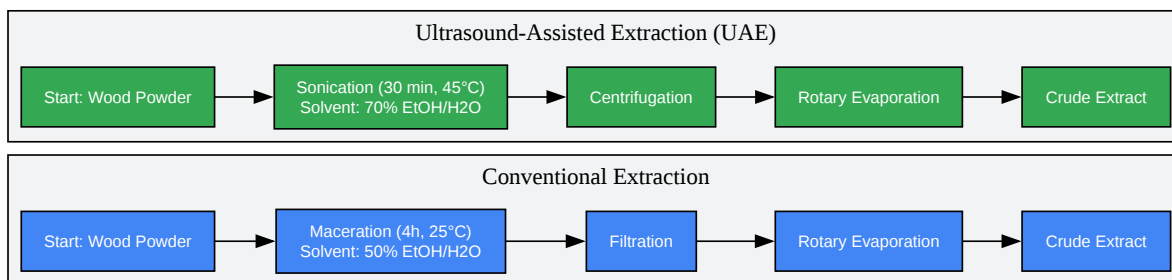 Ultrasound-Assisted Extraction (UAE)
Start: Wood Powder
Sonication (30 min, 45°C)
Solvent: 70% EtOH/H2O
Centrifugation
Rotary Evaporation
Crude Extract
Conventional Extraction
Start: Wood Powder
Maceration (4h, 25°C)
Solvent: 50% EtOH/H2O
Filtration
Rotary Evaporation
Crude Extract